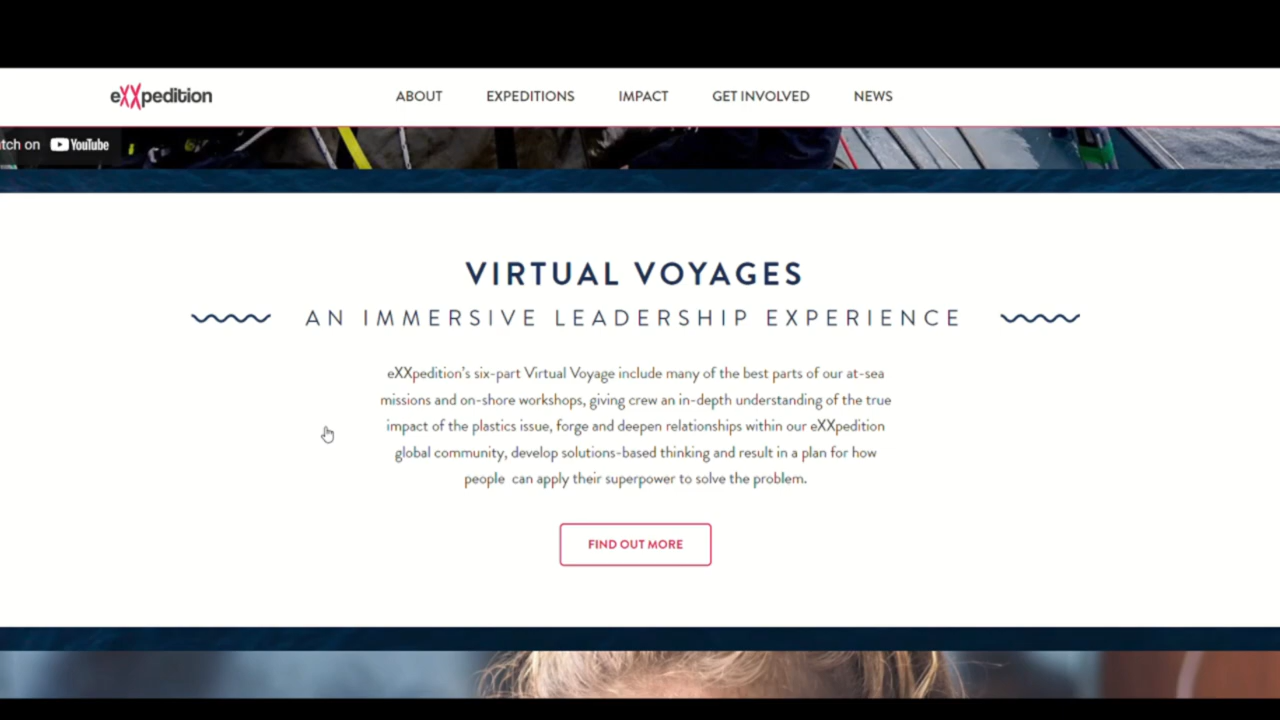 eXXpedition
ABOUT EXPEDITIONS IMPACT GET INVOLVED NEWS
tch on YouTube
VIRTUAL VOYAGES
AN IMMERSIVE LEADERSHIP EXPERIENCE
eXXpedition's six-part Virtual Voyage include many of the best parts of our at-sea
missions and on-shore workshops, giving crew an in-depth understanding of the true
impact of the plastics issue, forge and deepen relationships within our eXXpedition
global community, develop solutions-based thinking and result in a plan for how
people can apply their superpower to solve the problem.
FIND OUT MORE